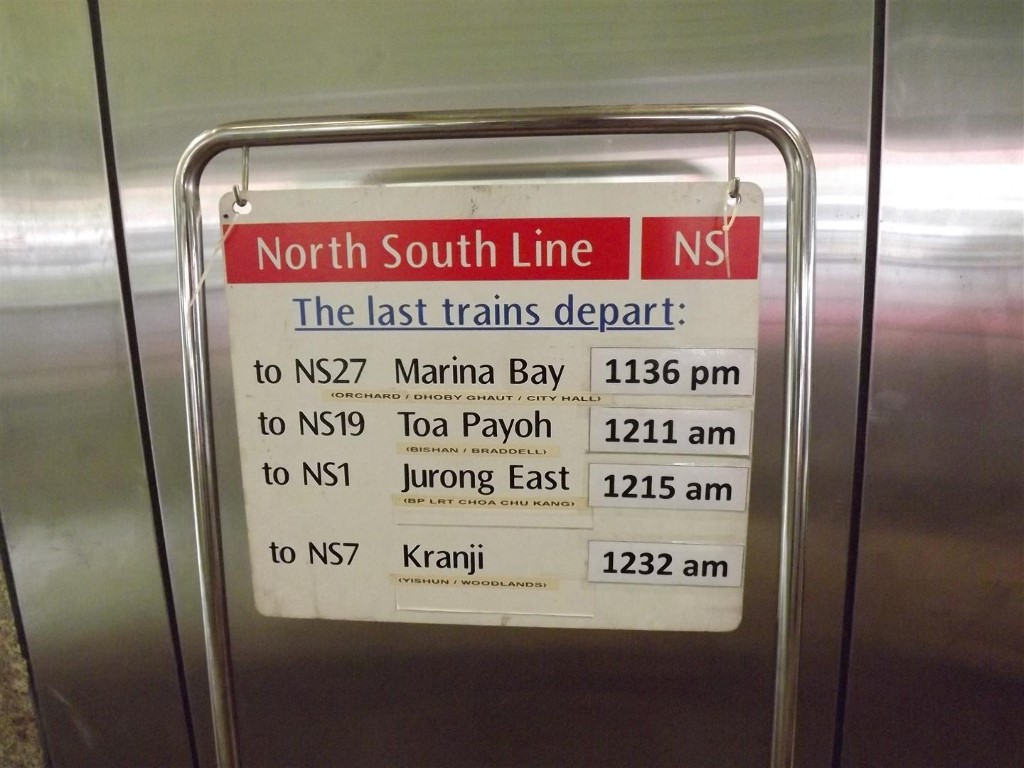 North South Line NS
The last trains depart:
to NS27 Marina Bay 1136 pm
(ORCHARD / DHOBY GHAUT / CITY HALL)
to NS19 Toa Payoh 1211 am
(BISHAN / BRADDELL)
to NS1 Jurong East 1215 am
(BP LRT CHOA CHU KANG)
to NS7 Kranji 1232 am
(YISHUN / WOODLANDS)